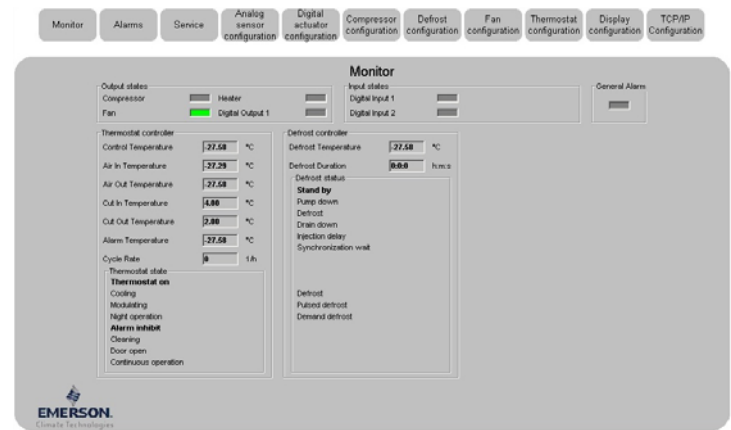 Monitor
Alarms
Service
Analog
sensor
configuration
Digital
actuator
configuration
Compressor
configuration
Defrost
configuration
Fan
configuration
Thermostat
configuration
Display
configuration
TCP/IP
Configuration
Monitor
Output states
Compressor
Heater
Fan
Digital Output 1
Input states
Digital Input 1
Digital Input 2
General Alarm
Thermostat controller
Control Temperature -27.58 °C
Air In Temperature -27.29 °C
Air Out Temperature -27.58 °C
Cut In Temperature 4.00 °C
Cut Out Temperature 2.00 °C
Alarm Temperature -27.58 °C
Cycle Rate 0 1/h
Thermostat state
Thermostat on
Cooling
Modulating
Night operation
Alarm inhibit
Cleaning
Door open
Continuous operation
Defrost controller
Defrost Temperature -27.58 °C
Defrost Duration 0:0:0 h:m:s
Defrost status
Stand by
Pump down
Defrost
Drain down
Injection delay
Synchronization wait
Defrost
Pulsed defrost
Demand defrost
EMERSON.
Climate Technologies